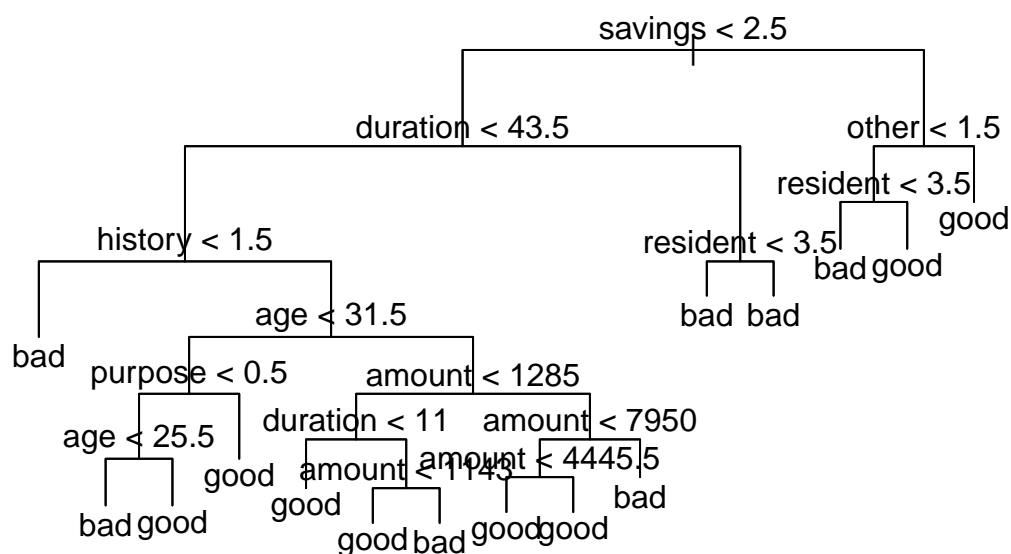 savings < 2.5
duration < 43.5
other < 1.5
resident < 3.5
good
history < 1.5
resident < 3.5
bad
good
age < 31.5
bad
bad
bad
purpose < 0.5
amount < 1285
duration < 11
amount < 7950
age < 25.5
amount < 4445.5
good
amount < 1143
bad
good
bad
good
good
bad
good
good